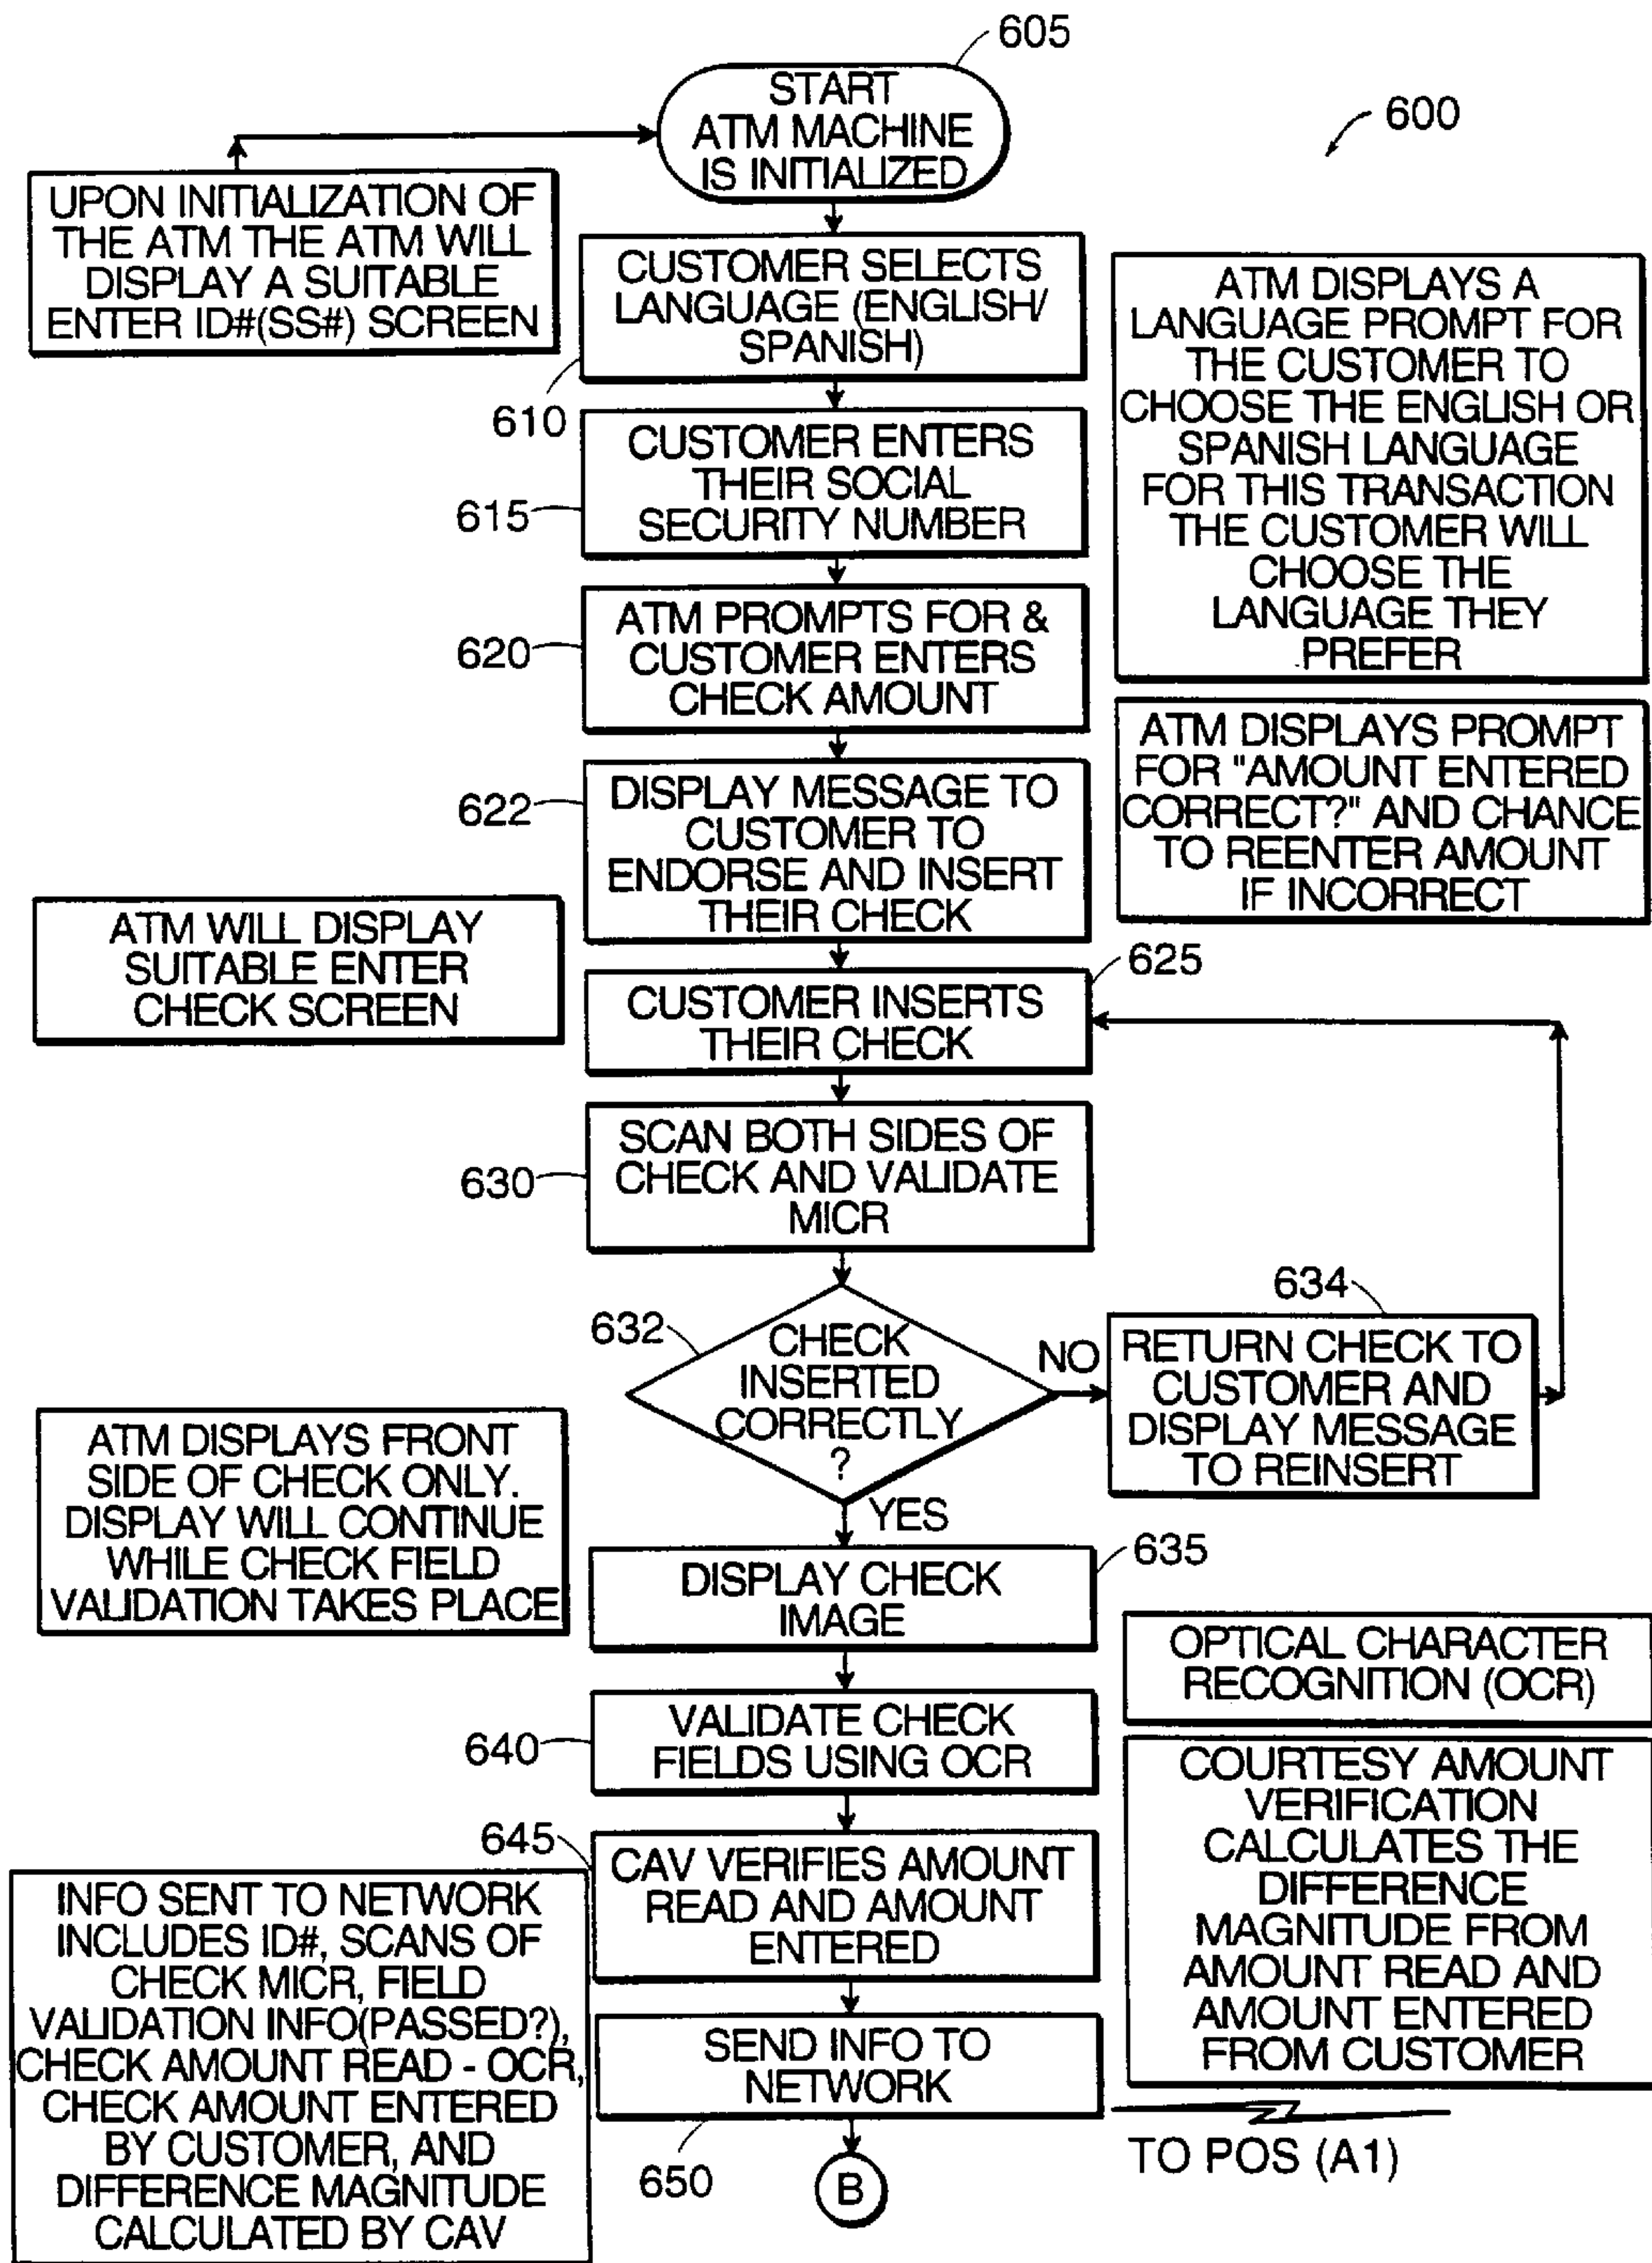 605
START
ATM MACHINE
IS INITIALIZED
600
UPON INITIALIZATION OF
THE ATM THE ATM WILL
DISPLAY A SUITABLE
ENTER ID#(SS#) SCREEN
CUSTOMER SELECTS
LANGUAGE (ENGLISH/
SPANISH)
610
ATM DISPLAYS A
LANGUAGE PROMPT FOR
THE CUSTOMER TO
CHOOSE THE ENGLISH OR
SPANISH LANGUAGE
FOR THIS TRANSACTION
THE CUSTOMER WILL
CHOOSE THE
LANGUAGE THEY
PREFER
CUSTOMER ENTERS
THEIR SOCIAL
SECURITY NUMBER
615
ATM PROMPTS FOR &
CUSTOMER ENTERS
CHECK AMOUNT
620
ATM DISPLAYS PROMPT
FOR "AMOUNT ENTERED
CORRECT?" AND CHANCE
TO REENTER AMOUNT
IF INCORRECT
622
DISPLAY MESSAGE TO
CUSTOMER TO
ENDORSE AND INSERT
THEIR CHECK
ATM WILL DISPLAY
SUITABLE ENTER
CHECK SCREEN
625
CUSTOMER INSERTS
THEIR CHECK
630
SCAN BOTH SIDES OF
CHECK AND VALIDATE
MICR
632
CHECK
INSERTED
CORRECTLY
?
NO
634
RETURN CHECK TO
CUSTOMER AND
DISPLAY MESSAGE
TO REINSERT
YES
ATM DISPLAYS FRONT
SIDE OF CHECK ONLY.
DISPLAY WILL CONTINUE
WHILE CHECK FIELD
VALIDATION TAKES PLACE
635
DISPLAY CHECK
IMAGE
OPTICAL CHARACTER
RECOGNITION (OCR)
640
VALIDATE CHECK
FIELDS USING OCR
COURTESY AMOUNT
VERIFICATION
CALCULATES THE
DIFFERENCE
MAGNITUDE FROM
AMOUNT READ AND
AMOUNT ENTERED
FROM CUSTOMER
645
CAV VERIFIES AMOUNT
READ AND AMOUNT
ENTERED
INFO SENT TO NETWORK
INCLUDES ID#, SCANS OF
CHECK MICR, FIELD
VALIDATION INFO(PASSED?),
CHECK AMOUNT READ - OCR,
CHECK AMOUNT ENTERED
BY CUSTOMER, AND
DIFFERENCE MAGNITUDE
CALCULATED BY CAV
SEND INFO TO
NETWORK
650
TO POS (A1)
B